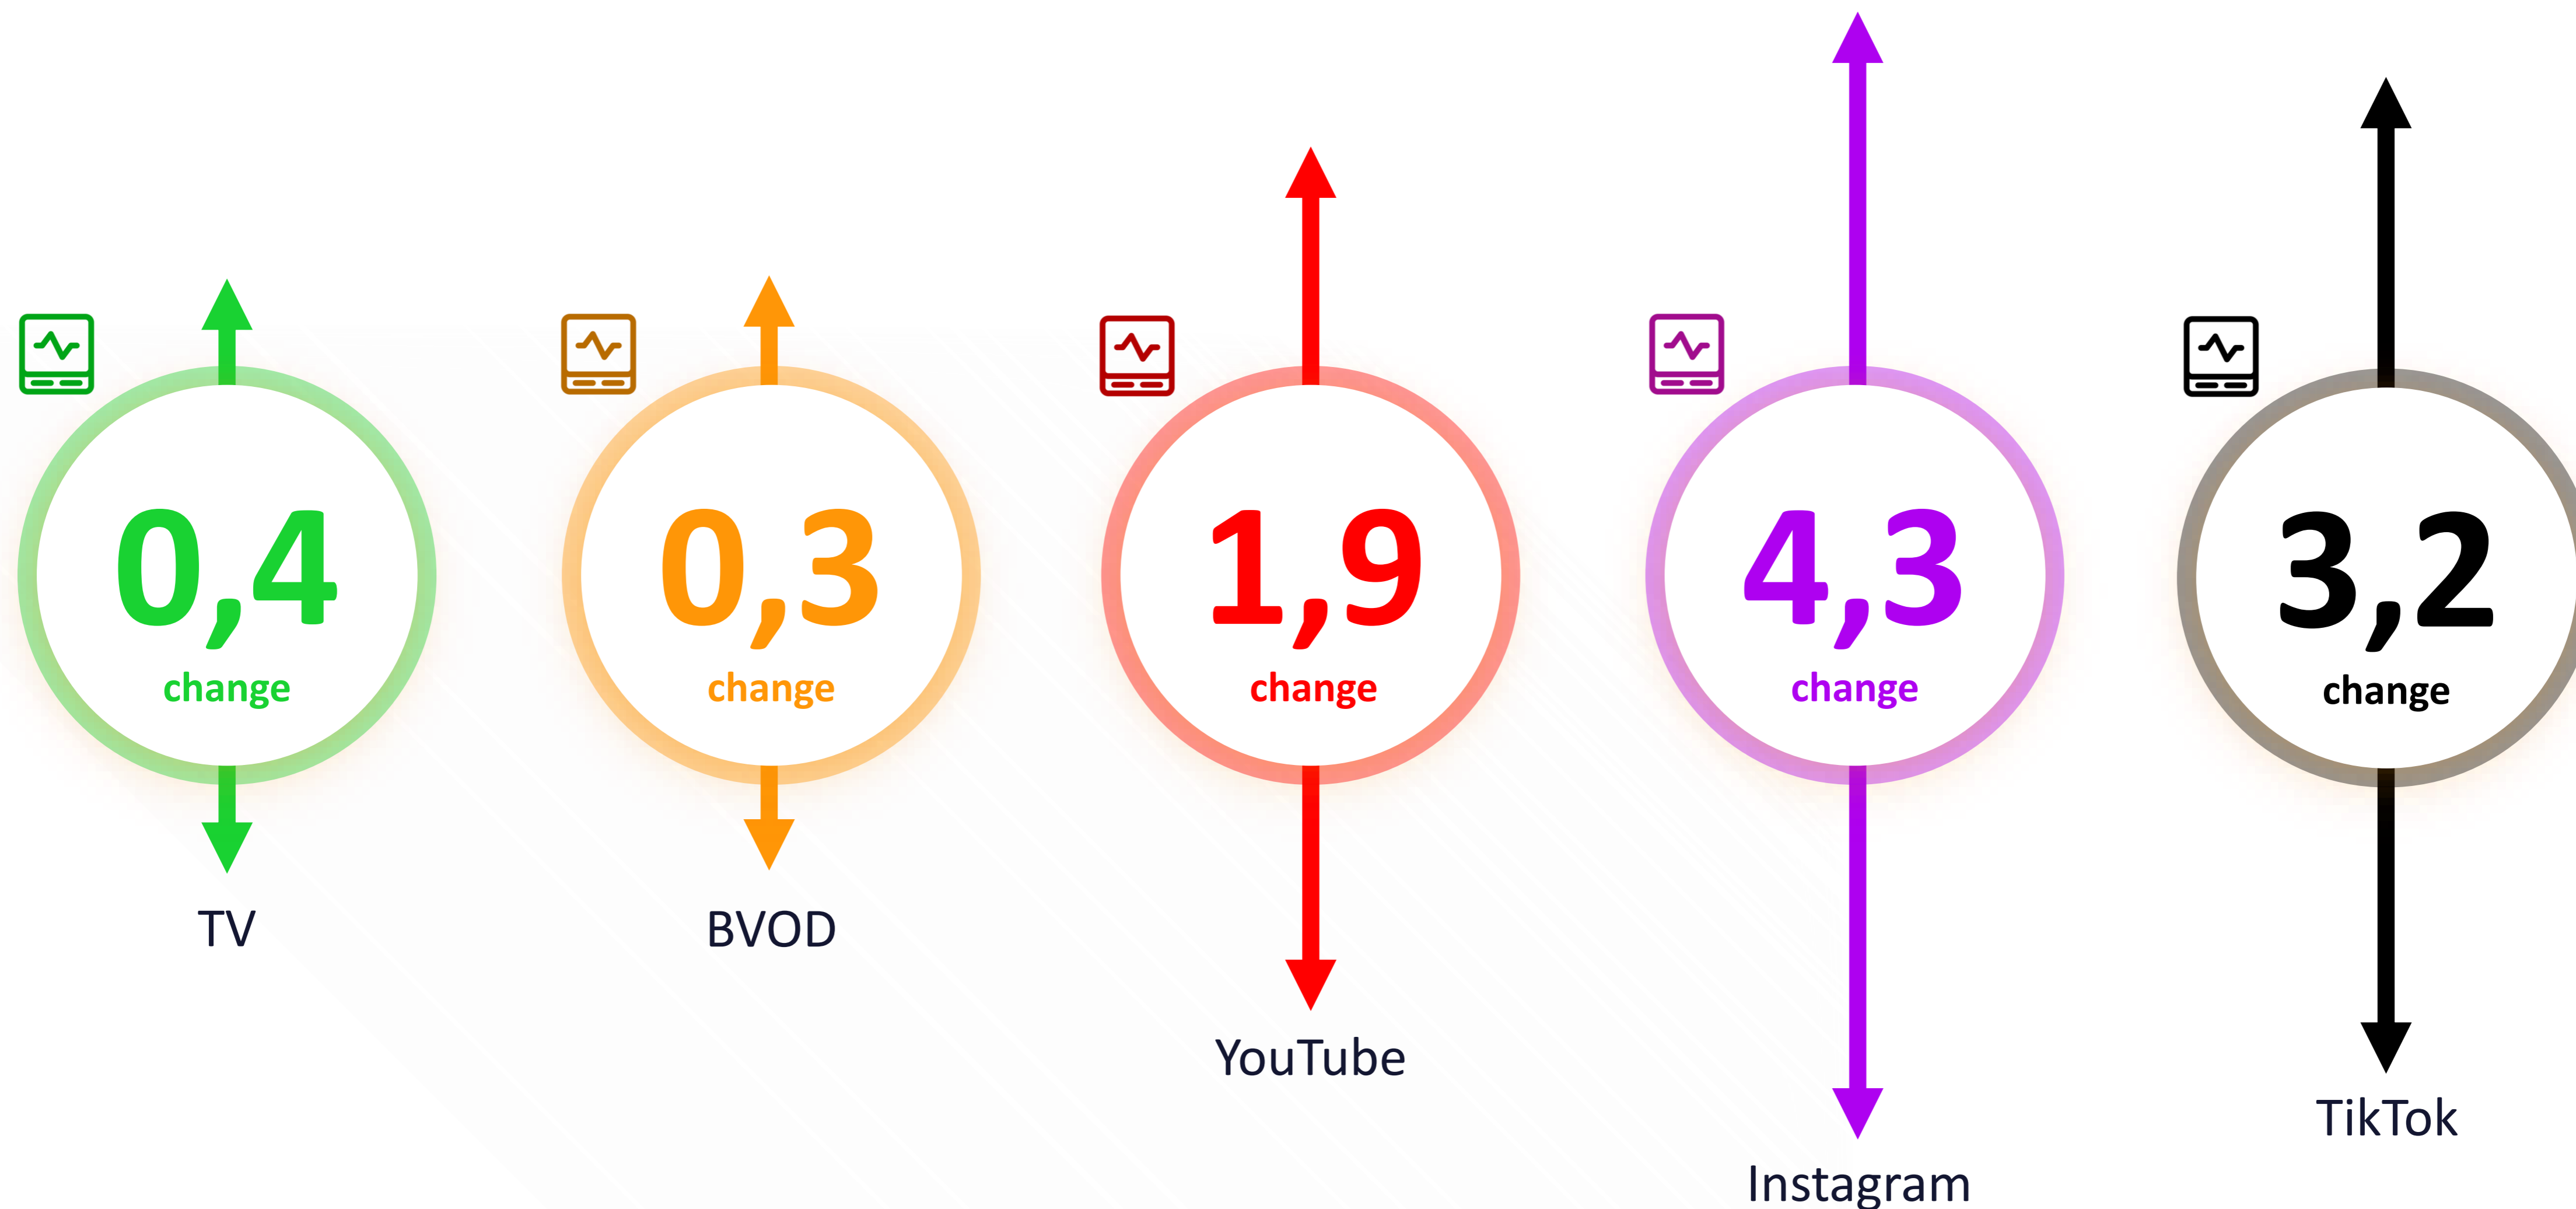 0,4
change
TV
0,3
change
BVOD
1,9
change
YouTube
4,3
change
Instagram
3,2
change
TikTok